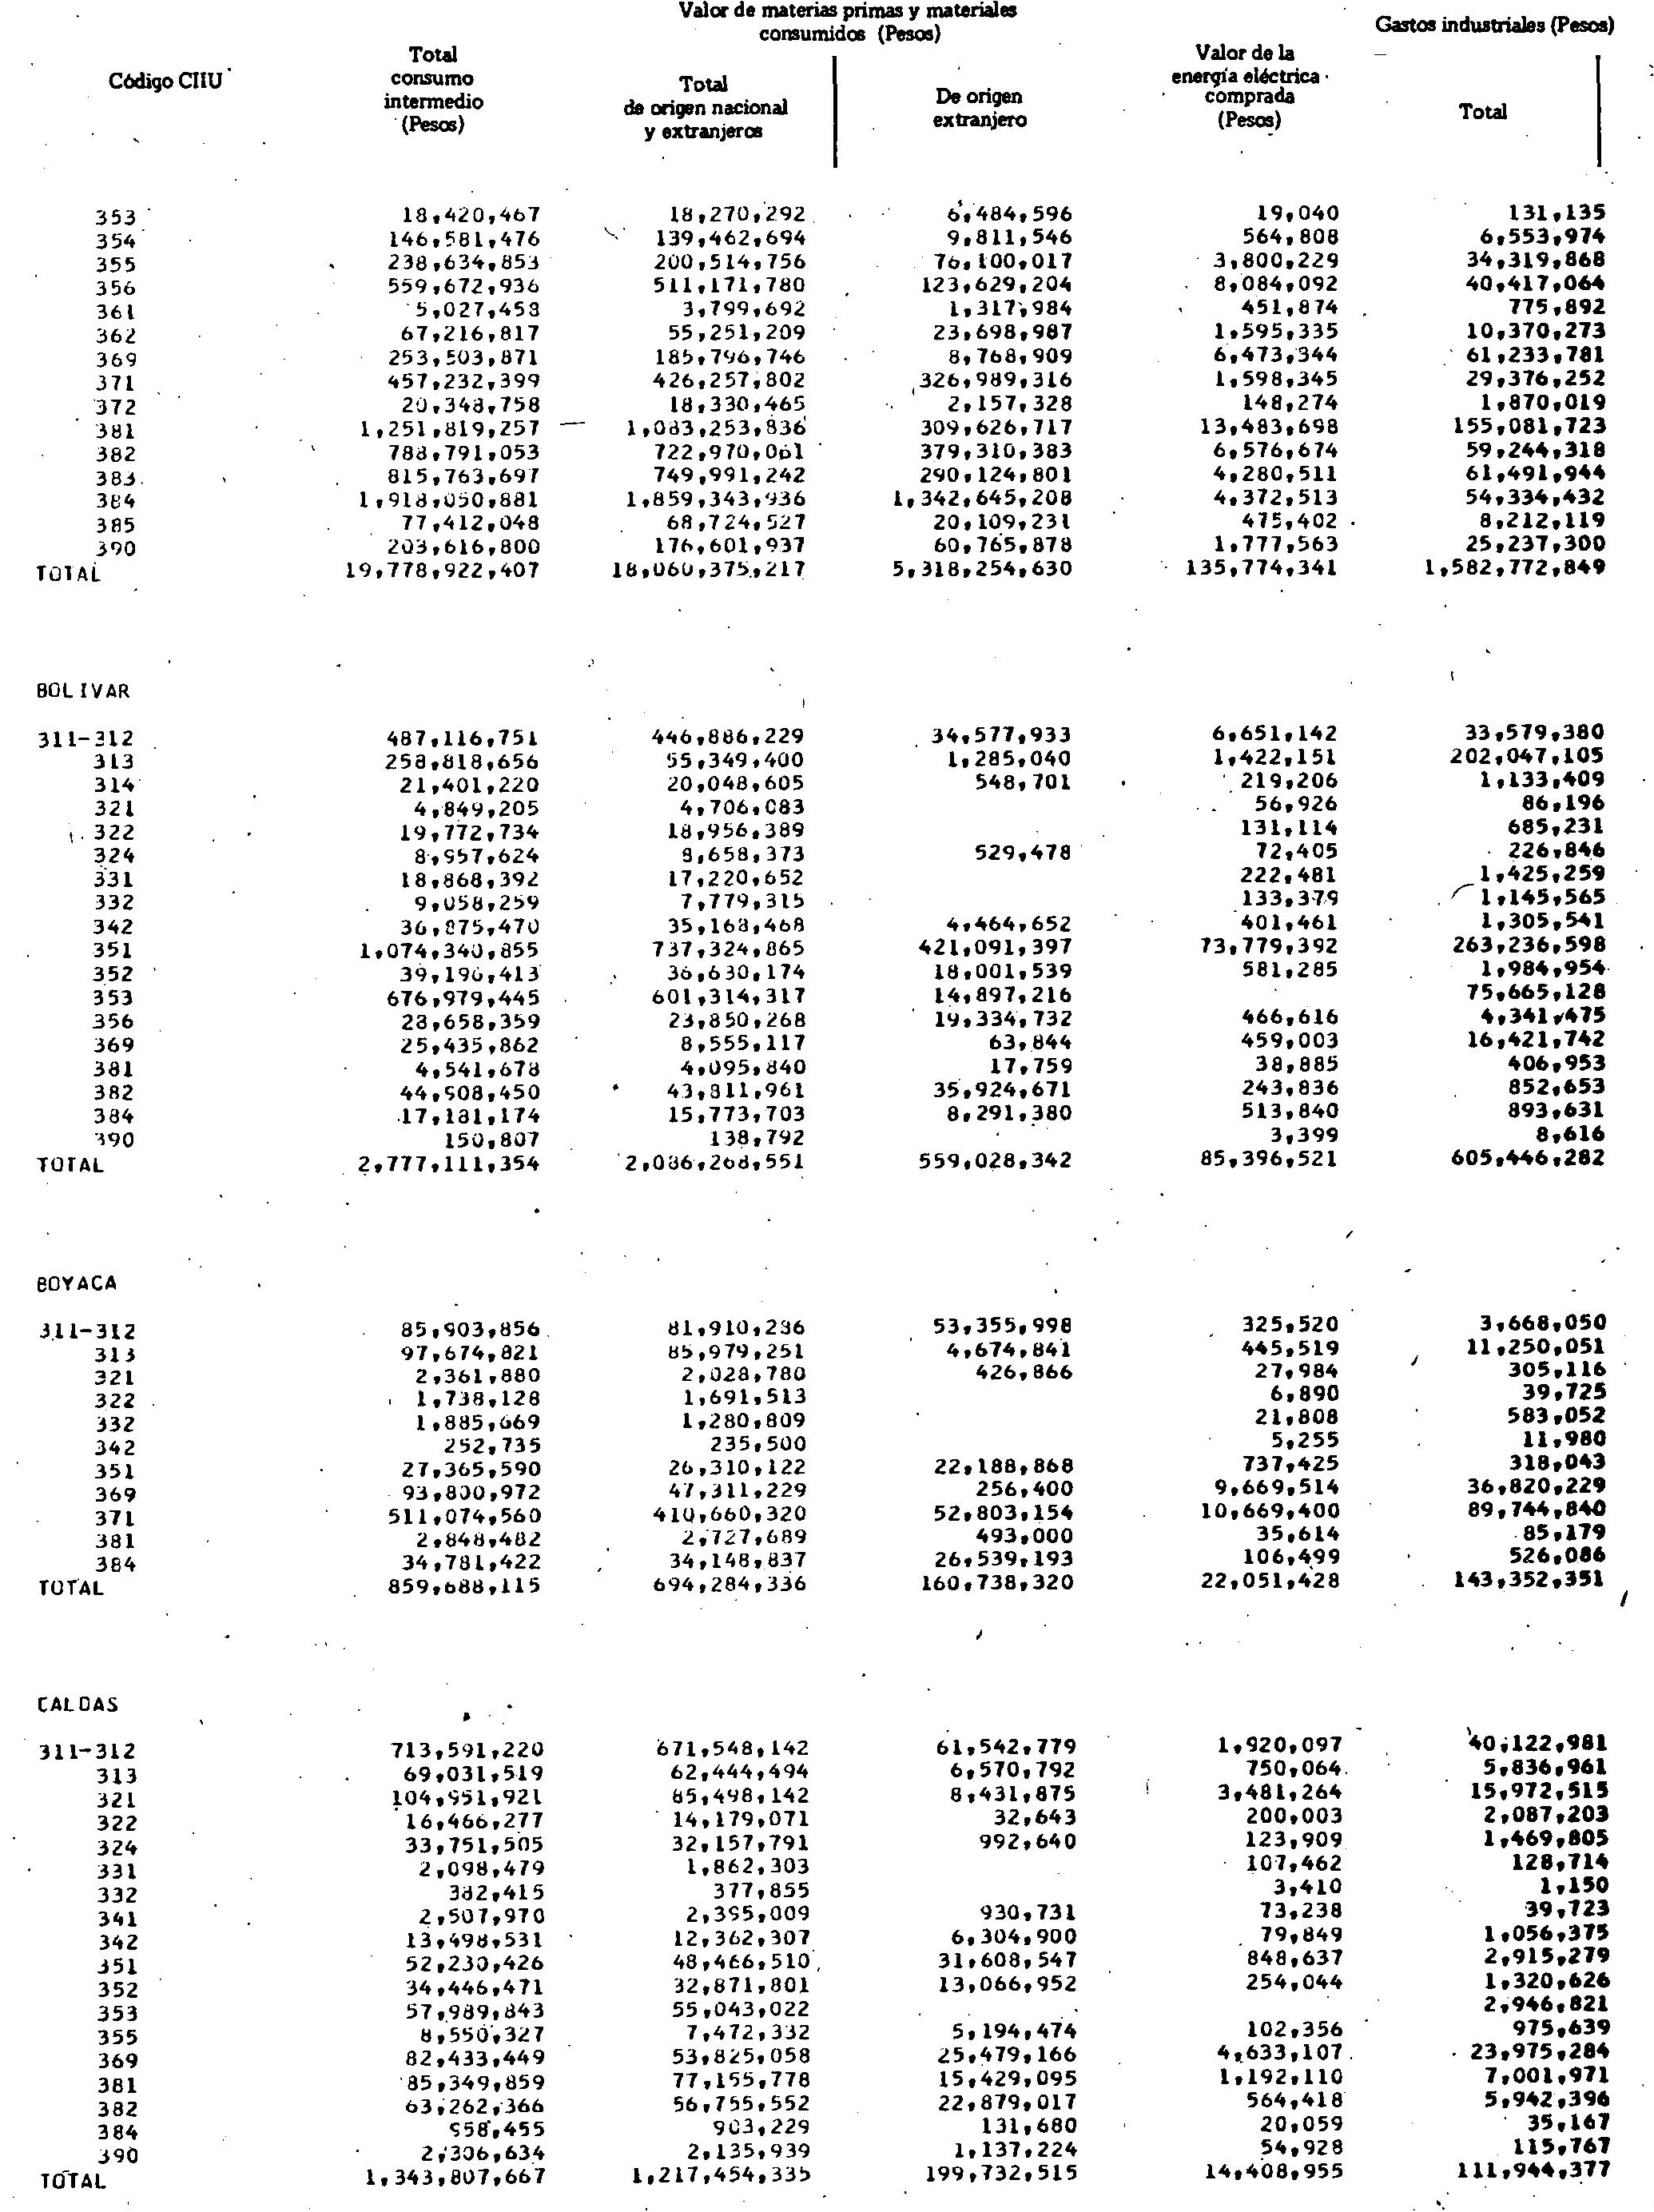 Valor de materias primas y materiales consumidos (Pesos)
Gastos industriales (Pesos)
Código CIIU Total consumo intermedio (Pesos) Total de origen nacional y extranjeros De origen extranjero Valor de la energía eléctrica comprada (Pesos) Total
353 18,420,467 18,270,292 6,484,596 19,040 131,135
354 146,581,476 139,462,694 9,811,546 564,808 6,553,974
355 238,634,853 200,514,756 76,100,017 3,800,229 34,319,868
356 559,672,936 511,171,780 123,629,204 8,084,092 40,417,064
361 5,027,458 3,799,692 1,317,984 451,874 775,892
362 67,216,817 55,251,209 23,698,987 1,595,335 10,370,273
369 253,503,871 185,796,746 8,768,909 6,473,344 61,233,781
371 457,232,399 426,257,802 326,989,316 1,598,345 29,376,252
372 20,348,758 18,330,465 2,157,328 148,274 1,870,019
381 1,251,819,257 1,083,253,836 309,626,717 13,483,698 155,081,723
382 788,791,053 722,970,061 379,310,383 6,576,674 59,244,318
383 815,763,697 749,991,242 290,124,801 4,280,511 61,491,944
384 1,918,050,881 1,859,343,936 1,342,645,208 4,372,513 54,334,432
385 77,412,048 68,724,527 20,109,231 475,402 8,212,119
390 203,616,800 176,601,937 60,765,878 1,777,563 25,237,300
TOTAL 19,778,922,407 18,060,375,217 5,318,254,630 135,774,341 1,582,772,849
BOLIVAR
311-312 487,116,751 446,886,229 34,577,933 6,651,142 33,579,380
313 258,818,656 55,349,400 1,285,040 1,422,151 202,047,105
314 21,401,220 20,048,605 548,701 219,206 1,133,409
321 4,849,205 4,706,083 56,926 86,196
322 19,772,734 18,956,389 131,114 685,231
324 8,957,624 8,658,373 529,478 72,405 226,846
331 18,868,392 17,220,652 222,481 1,425,259
332 9,058,259 7,779,315 133,379 1,145,565
342 36,875,470 35,168,468 4,464,652 401,461 1,305,541
351 1,074,340,855 737,324,865 421,091,397 73,779,392 263,236,598
352 39,196,413 36,630,174 18,001,539 581,285 1,984,954
353 676,979,445 601,314,317 14,897,216 75,665,128
356 28,658,359 23,850,268 19,334,732 466,616 4,341,475
369 25,435,862 8,555,117 63,844 459,003 16,421,742
381 4,541,678 4,095,840 17,759 38,885 406,953
382 44,908,450 43,811,961 35,924,671 243,836 852,653
384 17,181,174 15,773,703 8,291,380 513,840 893,631
390 150,807 138,792 3,399 8,616
TOTAL 2,777,111,354 2,086,268,551 559,028,342 85,396,521 605,446,282
BOYACA
311-312 85,903,856 81,910,286 53,355,998 325,520 3,668,050
313 97,674,821 85,979,251 4,674,841 445,519 11,250,051
321 2,361,880 2,028,780 426,866 27,984 305,116
322 1,738,128 1,691,513 6,890 39,725
332 1,885,669 1,280,809 21,808 583,052
342 252,735 235,500 5,255 11,980
351 27,365,590 26,310,122 22,188,868 737,425 318,043
369 93,800,972 47,311,229 256,400 9,669,514 36,820,229
371 511,074,560 410,660,320 52,803,154 10,669,400 89,744,840
381 2,848,482 2,727,689 493,000 35,614 85,179
384 34,781,422 34,148,837 26,539,193 106,499 526,086
TOTAL 859,688,115 694,284,336 160,738,320 22,051,428 143,352,351
CALDAS
311-312 713,591,220 671,548,142 61,542,779 1,920,097 40,122,981
313 69,031,519 62,444,494 6,570,792 750,064 5,836,961
321 104,951,921 85,498,142 8,431,875 3,481,264 15,972,515
322 16,466,277 14,179,071 32,643 200,003 2,087,203
324 33,751,505 32,157,791 992,640 123,909 1,469,805
331 2,098,479 1,862,303 107,462 128,714
332 382,415 377,855 3,410 1,150
341 2,507,970 2,395,009 930,731 73,238 39,723
342 13,498,531 12,362,307 6,304,900 79,849 1,056,375
351 52,230,426 48,466,510 31,608,547 848,637 2,915,279
352 34,446,471 32,871,801 13,066,952 254,044 1,320,626
353 57,989,843 55,043,022 2,946,821
355 8,550,327 7,472,332 5,194,474 102,356 975,639
369 82,433,449 53,825,058 25,479,166 4,633,107 23,975,284
381 85,349,859 77,155,778 15,429,095 1,192,110 7,001,971
382 63,262,366 56,755,552 22,879,017 564,418 5,942,396
384 958,455 903,229 131,680 20,059 35,167
390 2,306,634 2,135,939 1,137,224 54,928 115,767
TOTAL 1,343,807,667 1,217,454,335 199,732,515 14,408,955 111,944,377